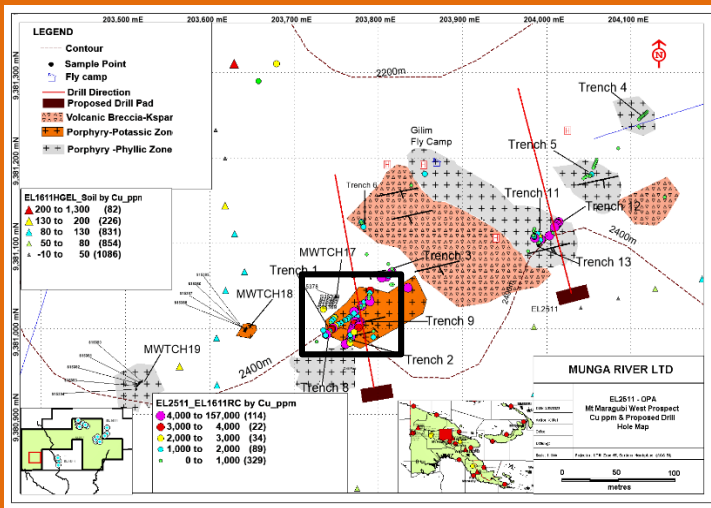 203,500 mE
203,600 mE
203,700 mE
203,800 mE
203,900 mE
204,000 mE
204,100 mE
LEGEND
Contour
Sample Point
Fly camp
Drill Direction
Proposed Drill Pad
Volcanic Breccia-Kspar
Porphyry-Potassic Zone
Porphyry -Phyllic Zone
9,381,300 mN
9,381,200 mN
9,381,100 mN
9,381,000 mN
9,380,900 mN
N
2200m
Trench 4
Gilim
Fly Camp
Trench 5
Trench 6
Trench 11
Trench 12
Trench 13
2400m
2400m
EL2511
EL1611HGEL_Soil by Cu_ppm
200 to 1,300 (82)
130 to 200 (226)
80 to 130 (831)
50 to 80 (854)
-10 to 50 (1086)
MWTCH17
Trench 1
Trench 3
MWTCH18
Trench 9
MWTCH19
2400m
Trench 2
Trench 8
EL2511_EL1611RC by Cu_ppm
4,000 to 157,000 (114)
3,000 to 4,000 (22)
2,000 to 3,000 (34)
1,000 to 2,000 (89)
0 to 1,000 (329)
MUNGA RIVER LTD
EL2511 - OPA
Mt Maragubi West Prospect
Cu ppm & Proposed Drill
Hole Map
0
50
100
metres